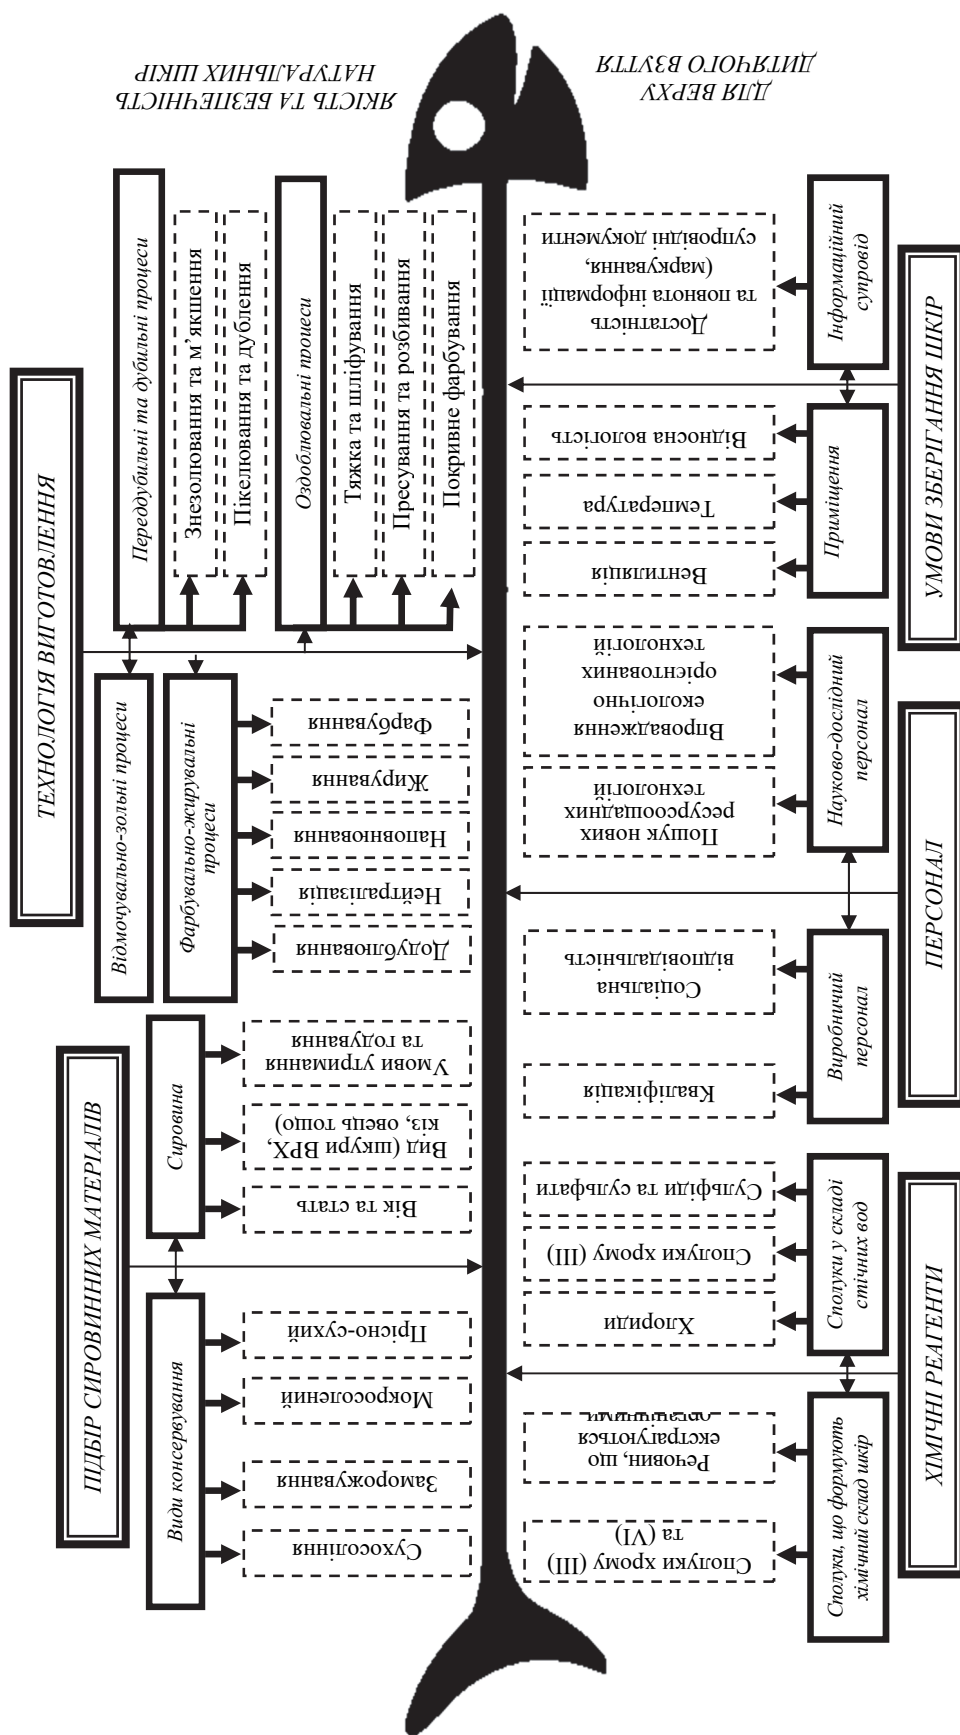 ПІДБІР СИРОВИННИХ МАТЕРІАЛІВ
Види консервування
Сухосоління
Заморожування
Мокросолений
Прісно-сухий
Сировина
Вік та стать
Вид (шкури ВРХ,
кіз, овець тощо)
Умови утримання
та годування
ТЕХНОЛОГІЯ ВИГОТОВЛЕННЯ
Відмочувально-зольні процеси
Фарбувально-жирувальні
процеси
Додублювання
Нейтралізація
Наповнювання
Жирування
Фарбування
Переддубильні та дубильні процеси
Знезолювання та м’якшення
Пікелювання та дублення
Оздоблювальні процеси
Тяжка та шліфування
Пресування та розбивання
Покривне фарбування
ЯКІСТЬ ТА БЕЗПЕЧНІСТЬ
НАТУРАЛЬНИХ ШКІР
ДЛЯ ВЕРХУ
ДИТЯЧОГО ВЗУТТЯ
Сполуки хрому (III)
та (VI)
Речовин, що
екстрагуються
Сполуки, що формують
хімічний склад шкір
Хлориди
Сполуки хрому (III)
Сульфіди та сульфати
Сполуки у складі
стічних вод
ХІМІЧНІ РЕАГЕНТИ
Кваліфікація
Соціальна
відповідальність
Виробничий
персонал
Пошук нових
ресурсоощадних
технологій
Впровадження
екологічно
орієнтованих
технологій
Науково-дослідний
персонал
ПЕРСОНАЛ
Вентиляція
Температура
Відносна вологість
Приміщення
Достатність
та повнота інформації
(маркування,
супровідні документи
Інформаційний
супровід
УМОВИ ЗБЕРІГАННЯ ШКІР